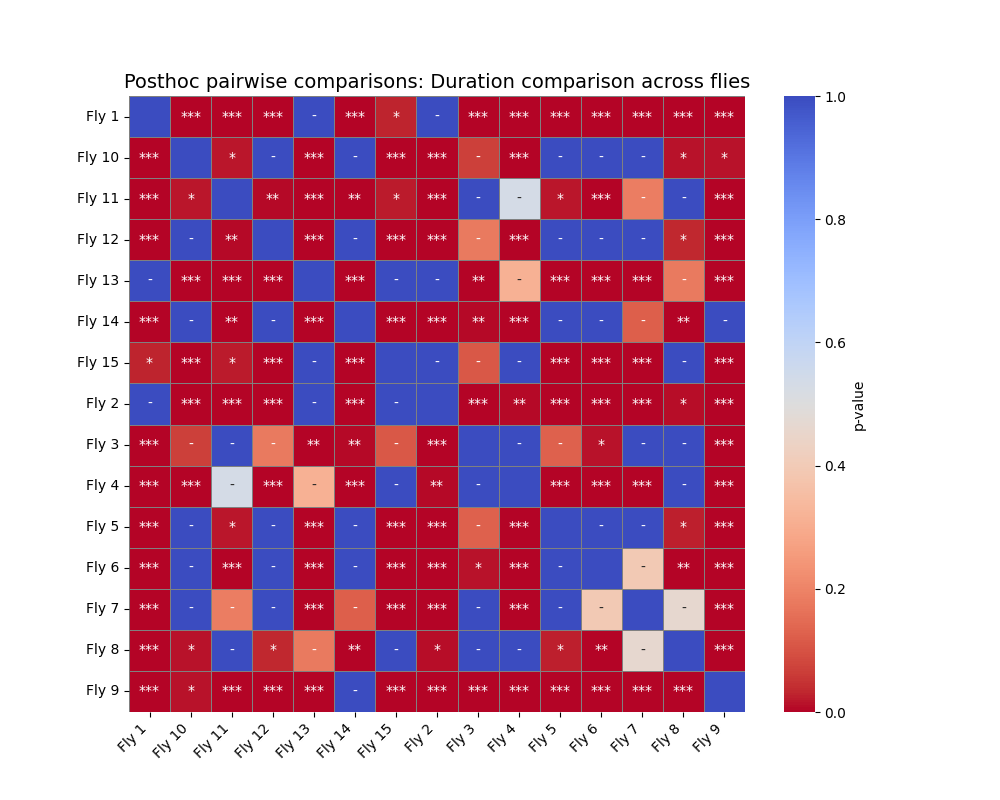 Posthoc pairwise comparisons: Duration comparison across flies
Fly 1 *** *** *** - *** * - *** *** *** *** *** *** ***
Fly 10 *** * - *** - *** *** - *** - - - * *
Fly 11 *** * ** *** ** * *** - - * *** - - ***
Fly 12 *** - ** *** - *** *** - *** - - - * ***
Fly 13 - *** *** *** *** - - ** - *** *** *** - ***
Fly 14 *** - ** - *** *** *** ** *** - - - ** -
Fly 15 * *** * *** - *** - - - *** *** *** - ***
Fly 2 - *** *** *** - *** - *** ** *** *** *** * ***
Fly 3 *** - - - ** ** - *** - - * - - ***
Fly 4 *** *** - *** - *** - ** - *** *** *** - ***
Fly 5 *** - * - *** - *** *** - *** - - * ***
Fly 6 *** - *** - *** - *** *** * *** - - ** ***
Fly 7 *** - - - *** - *** *** - *** - - - ***
Fly 8 *** * - * - ** - * - - * ** - ***
Fly 9 *** * *** *** *** - *** *** *** *** *** *** *** ***
Fly 1 Fly 10 Fly 11 Fly 12 Fly 13 Fly 14 Fly 15 Fly 2 Fly 3 Fly 4 Fly 5 Fly 6 Fly 7 Fly 8 Fly 9
1.0
0.8
0.6
0.4
0.2
0.0
p-value